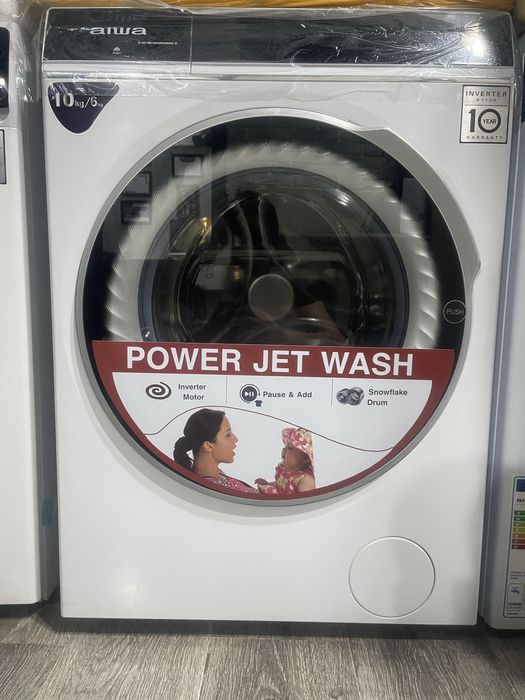 aiwa
10kg/6kg
INVERTER
MOTOR
10
YEAR
WARRANTY
PUSH
POWER JET WASH
Inverter
Motor
Pause & Add
Snowflake
Drum